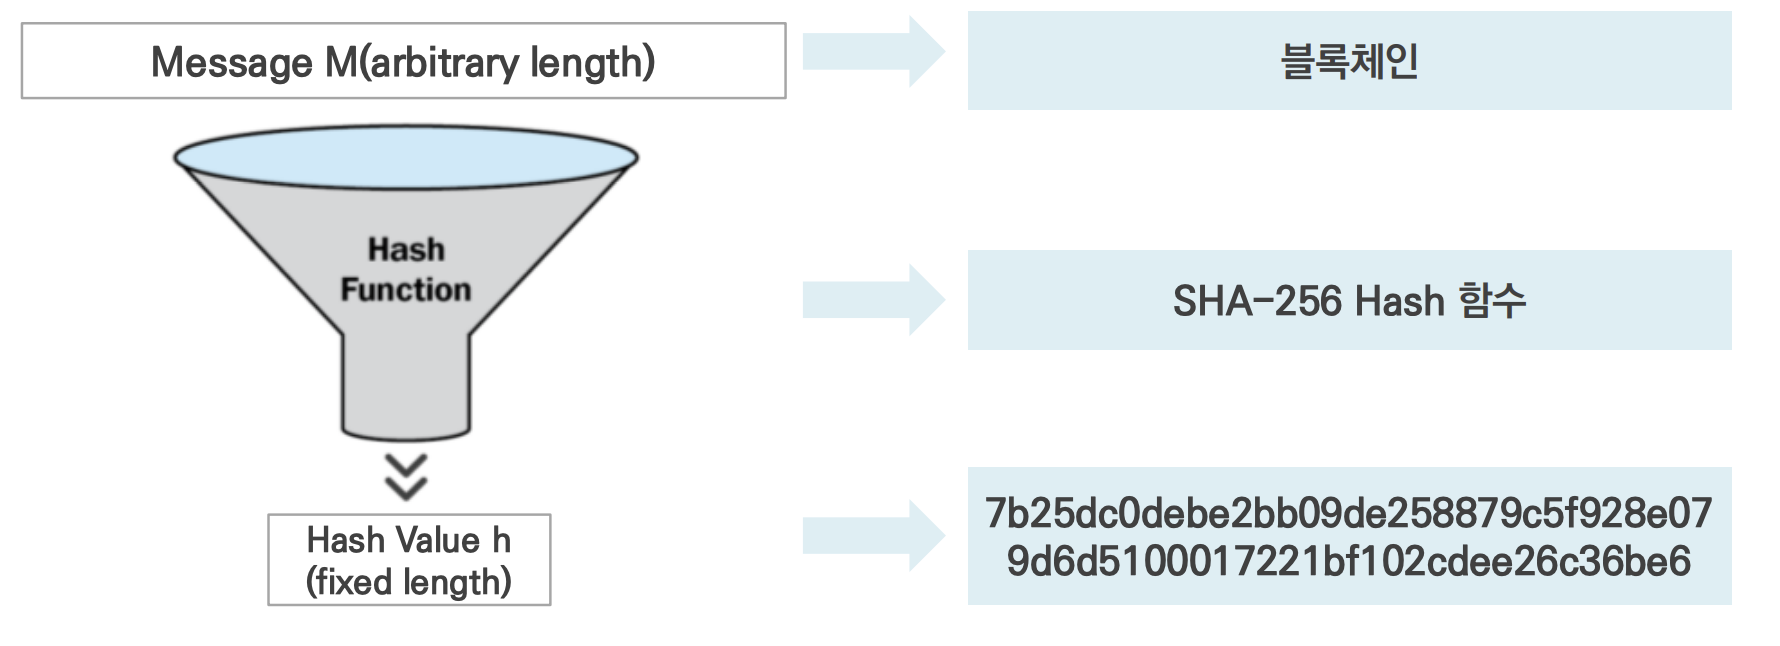 Message M(arbitrary length)
블록체인
Hash
Function
SHA-256 Hash 함수
Hash Value h
(fixed length)
7b25dc0debe2bb09de258879c5f928e07
9d6d5100017221bf102cdee26c36be6